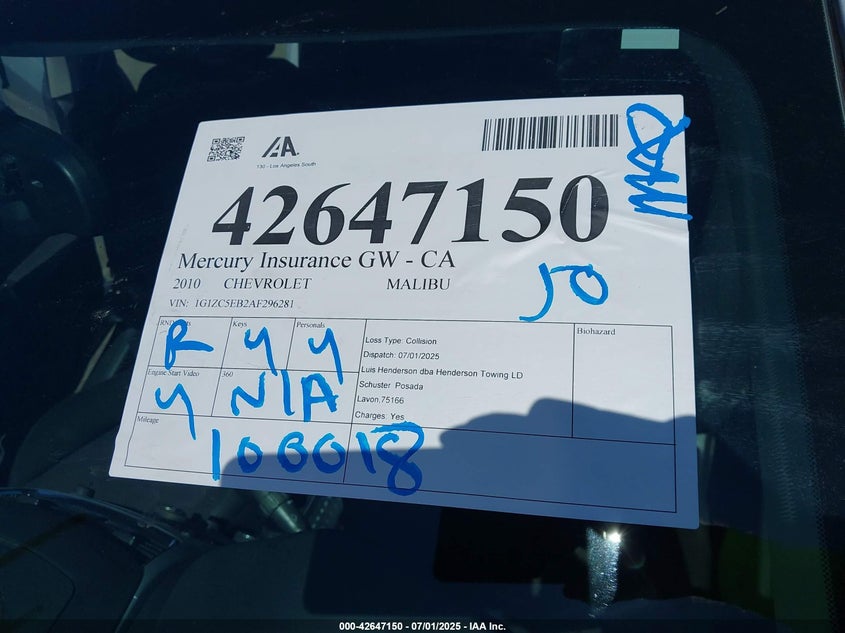 IAA.
130 - Los Angeles South
42647150
Mercury Insurance GW - CA
2010 CHEVROLET MALIBU
VIN: 1G1ZC5EB2AF296281
JO
Keys Personals
R y y
Engine Start Video 360
y N/A
Mileage
100018
Loss Type: Collision
Dispatch: 07/01/2025
Luis Henderson dba Henderson Towing LD
Schuster Posada
Lavon,75166
Charges: Yes
Biohazard
000-42647150 - 07/01/2025 - IAA Inc.